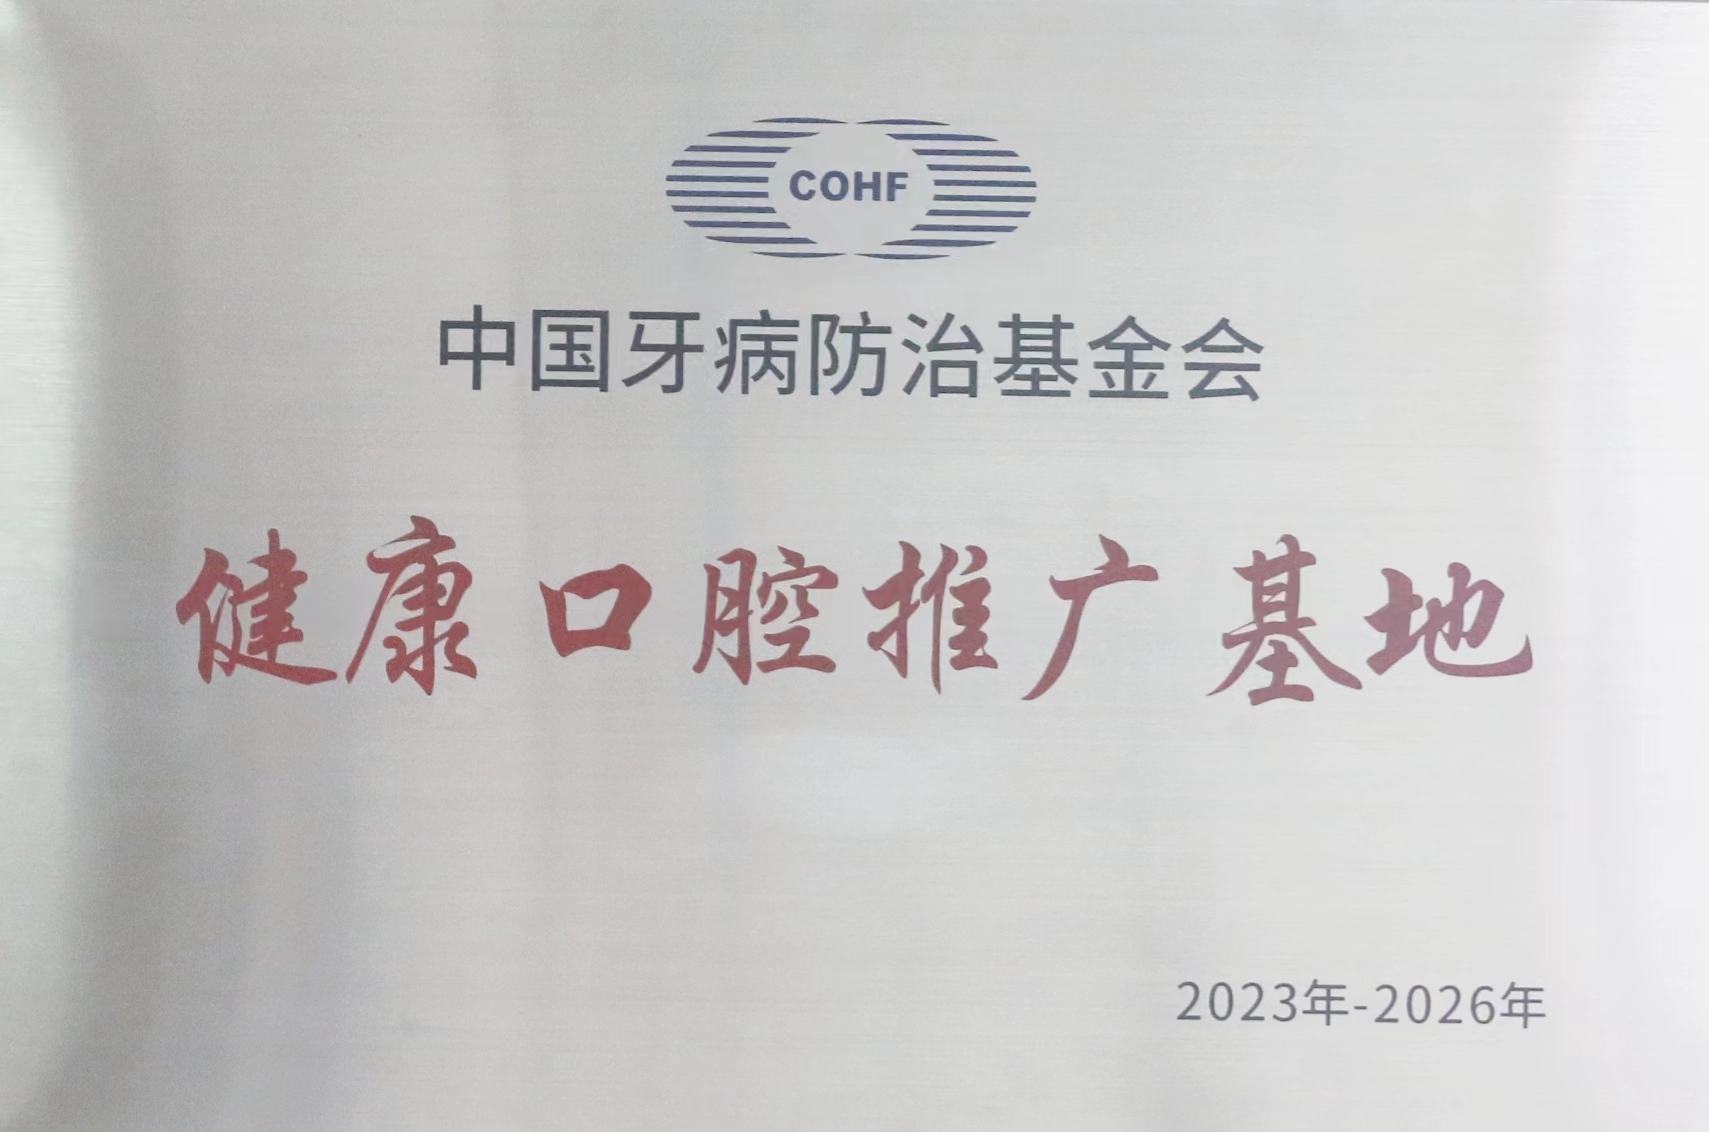 COHF
中国牙病防治基金会
健康口腔推广基地
2023年-2026年